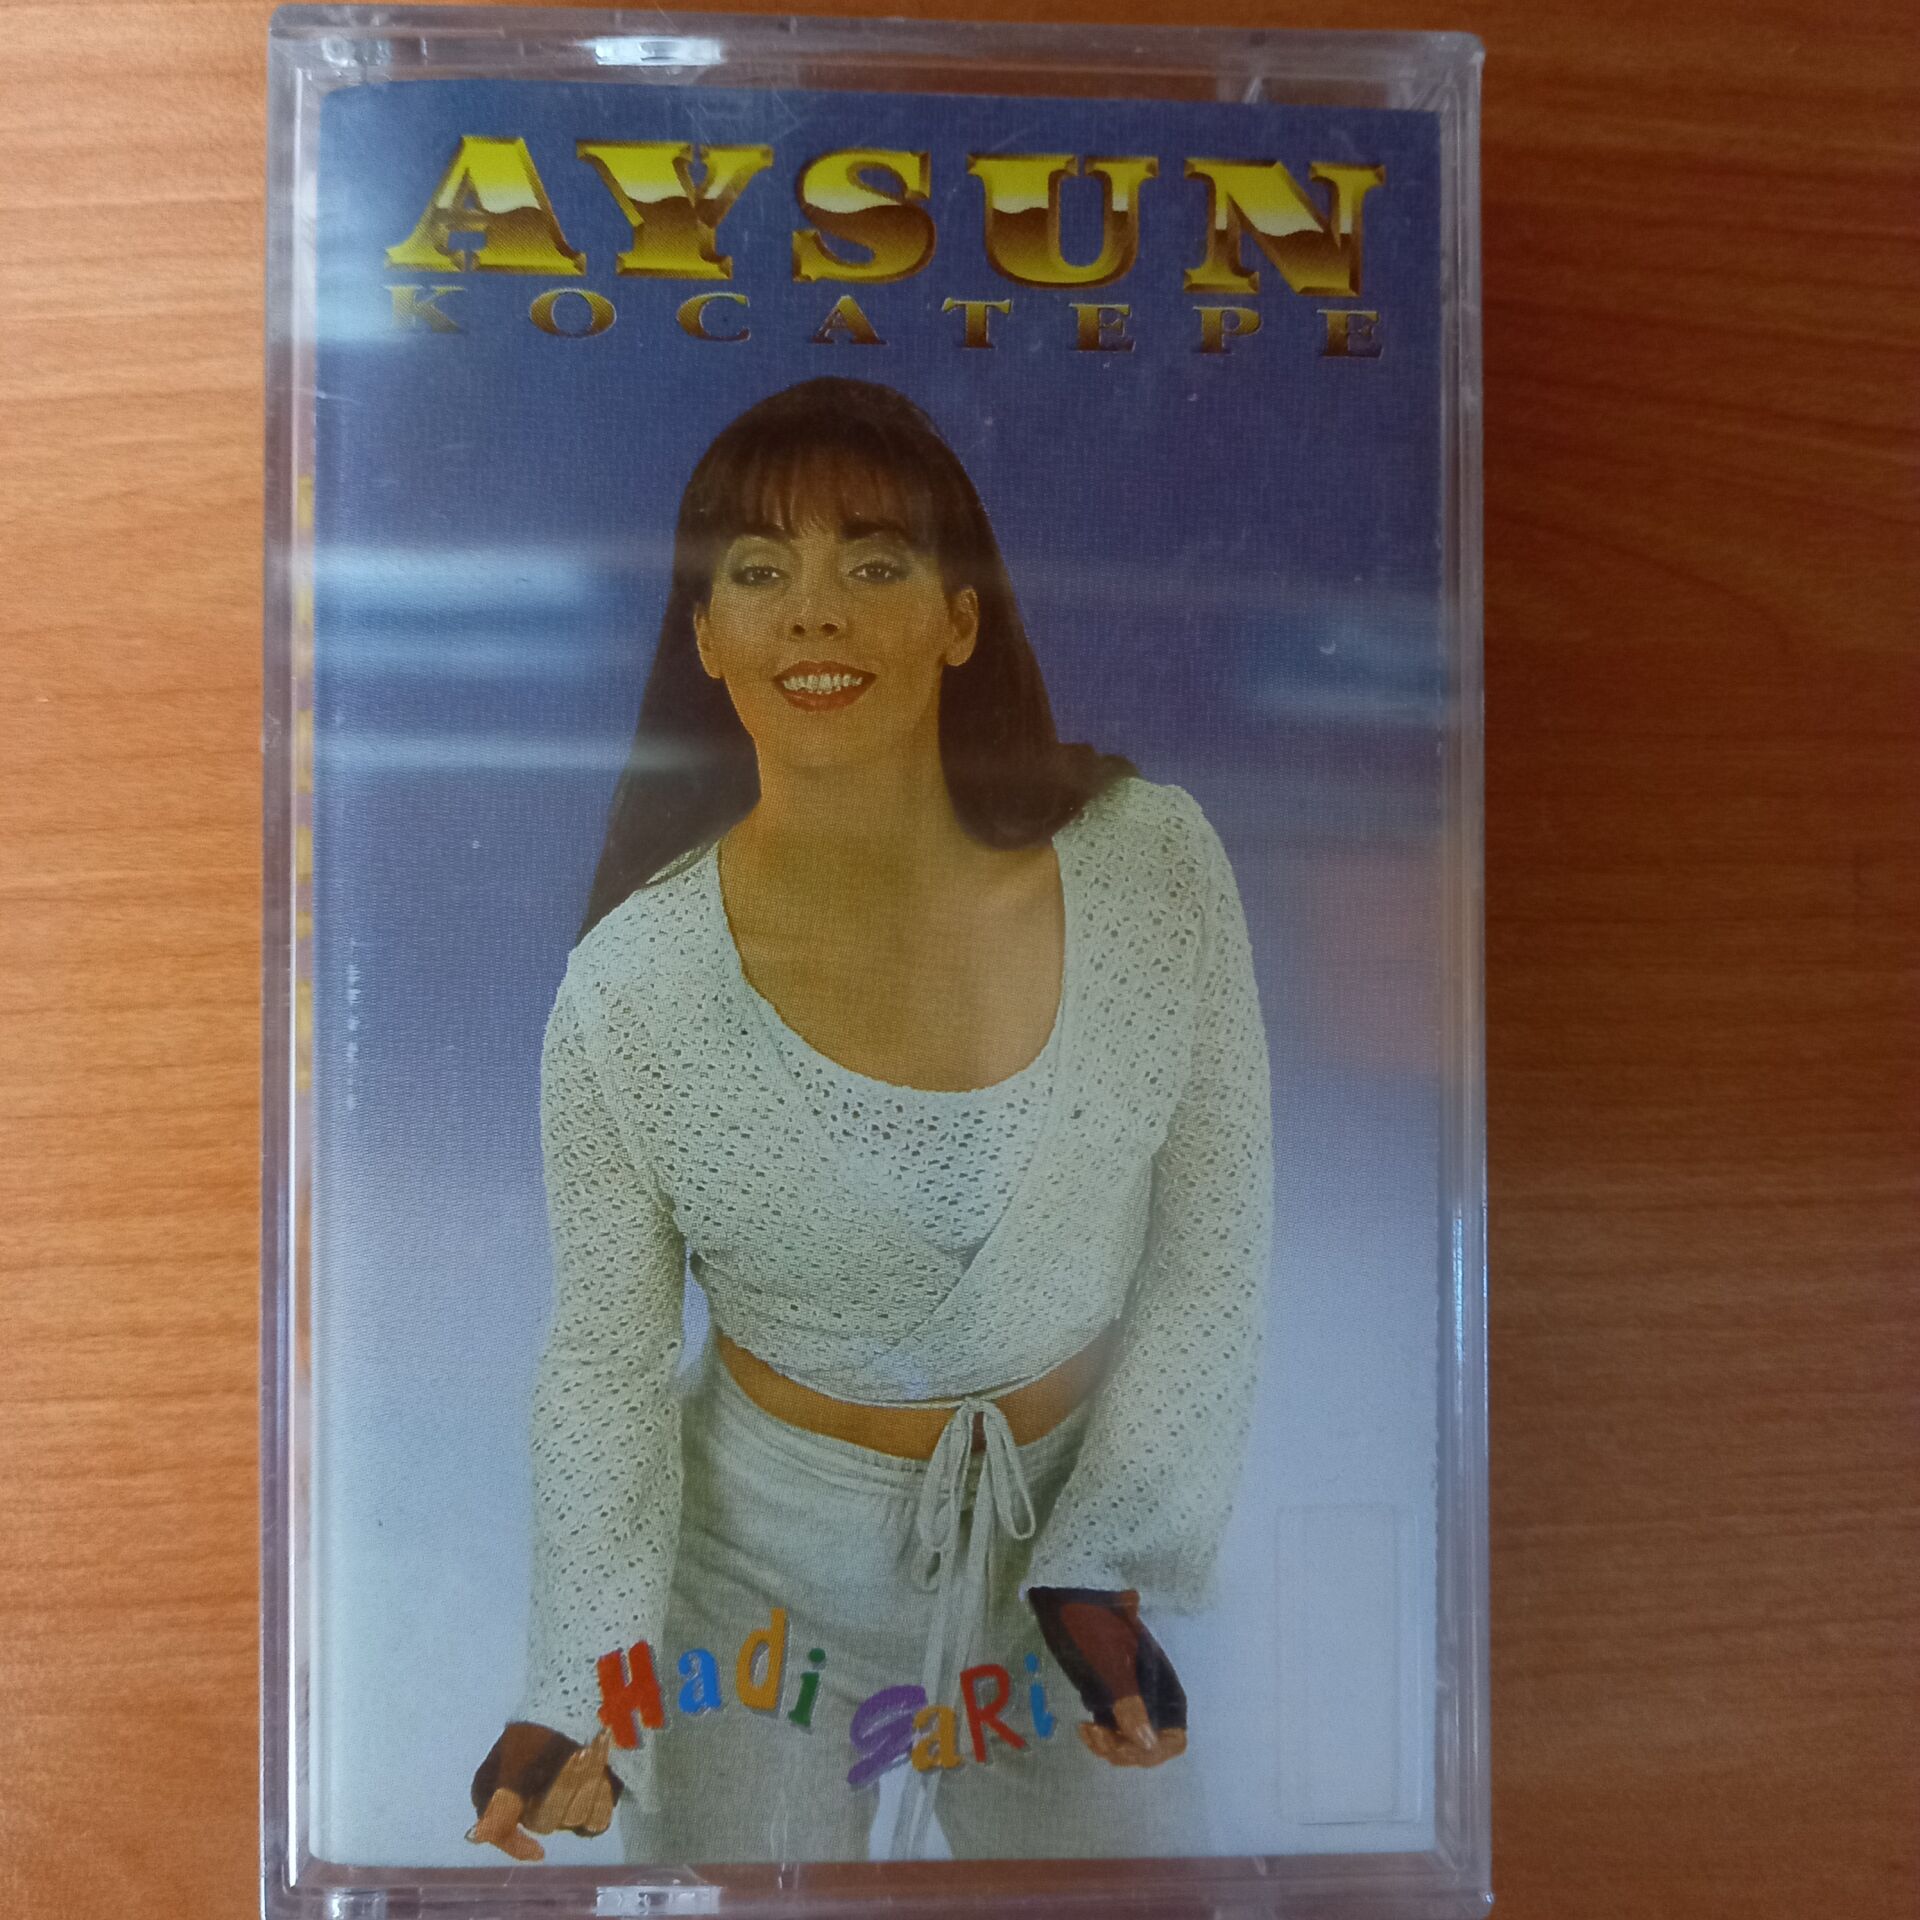 AYSUN
KOCATEPE
Hadi SaRi